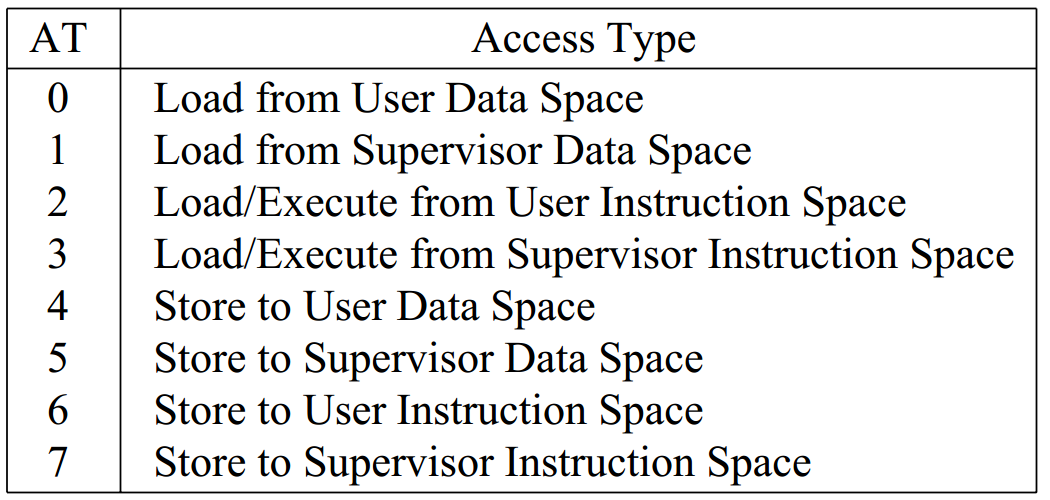 AT Access Type
0 Load from User Data Space
1 Load from Supervisor Data Space
2 Load/Execute from User Instruction Space
3 Load/Execute from Supervisor Instruction Space
4 Store to User Data Space
5 Store to Supervisor Data Space
6 Store to User Instruction Space
7 Store to Supervisor Instruction Space